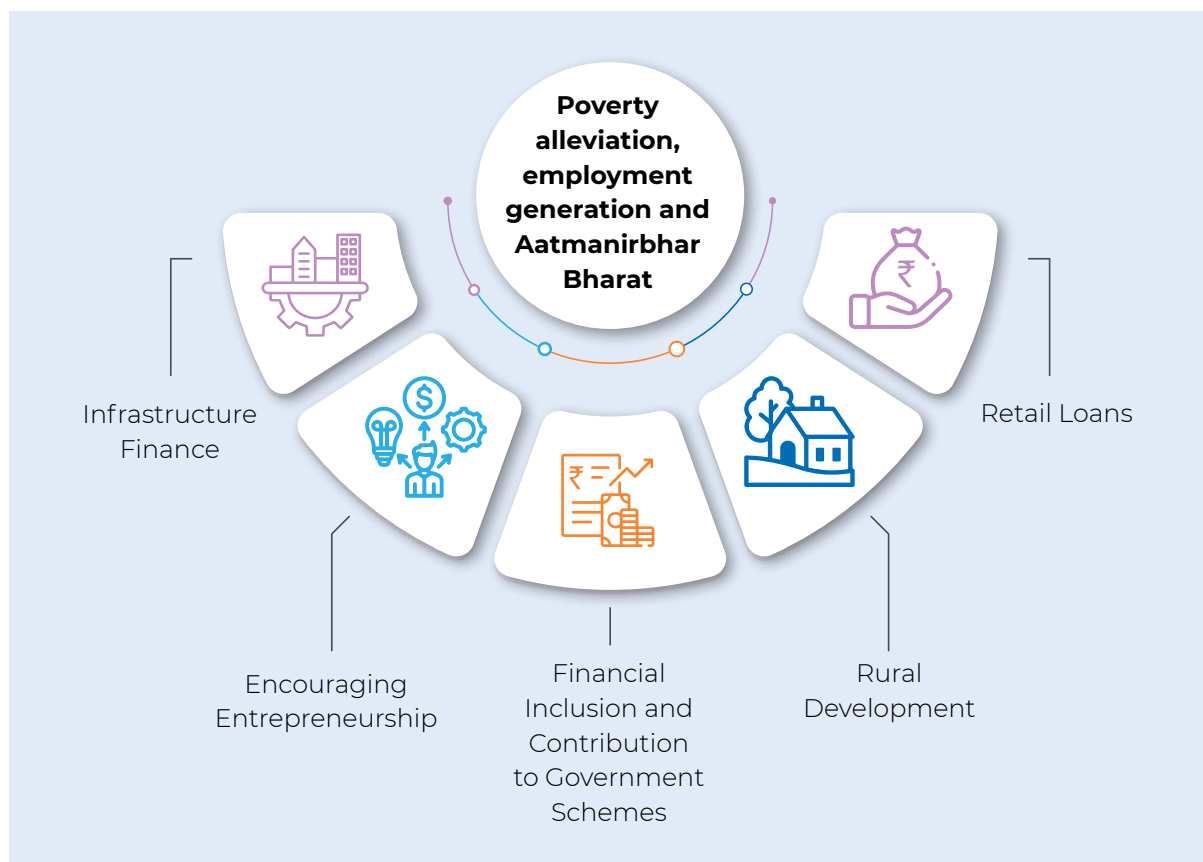 Poverty
alleviation,
employment
generation and
Aatmanirbhar
Bharat
₹
$
₹
Infrastructure
Finance
Retail Loans
Encouraging
Entrepreneurship
Financial
Inclusion and
Contribution
to Government
Schemes
Rural
Development